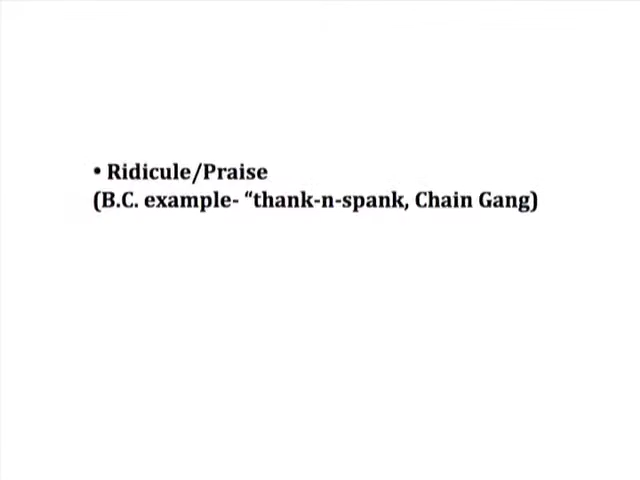 • Ridicule/Praise
(B.C. example- “thank-n-spank, Chain Gang)